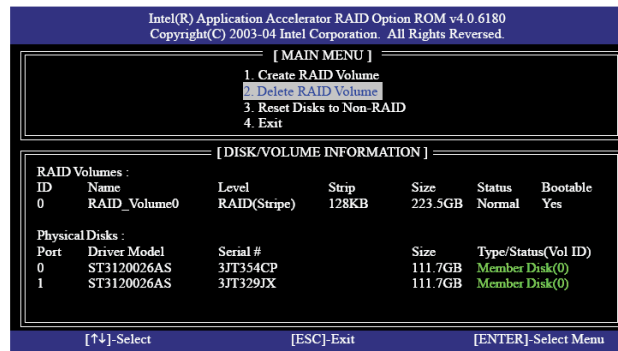 Intel(R) Application Accelerator RAID Option ROM v4.0.6180
Copyright(C) 2003-04 Intel Corporation.  All Rights Reversed.
[ MAIN MENU ]
1. Create RAID Volume
2. Delete RAID Volume
3. Reset Disks to Non-RAID
4. Exit
[ DISK/VOLUME INFORMATION ]
RAID Volumes :
ID Name Level Strip Size Status Bootable
0 RAID_Volume0 RAID(Stripe) 128KB 223.5GB Normal Yes
Physical Disks :
Port Driver Model Serial # Size Type/Status(Vol ID)
0 ST3120026AS 3JT354CP 111.7GB Member Disk(0)
1 ST3120026AS 3JT329JX 111.7GB Member Disk(0)
[↑↓]-Select [ESC]-Exit [ENTER]-Select Menu